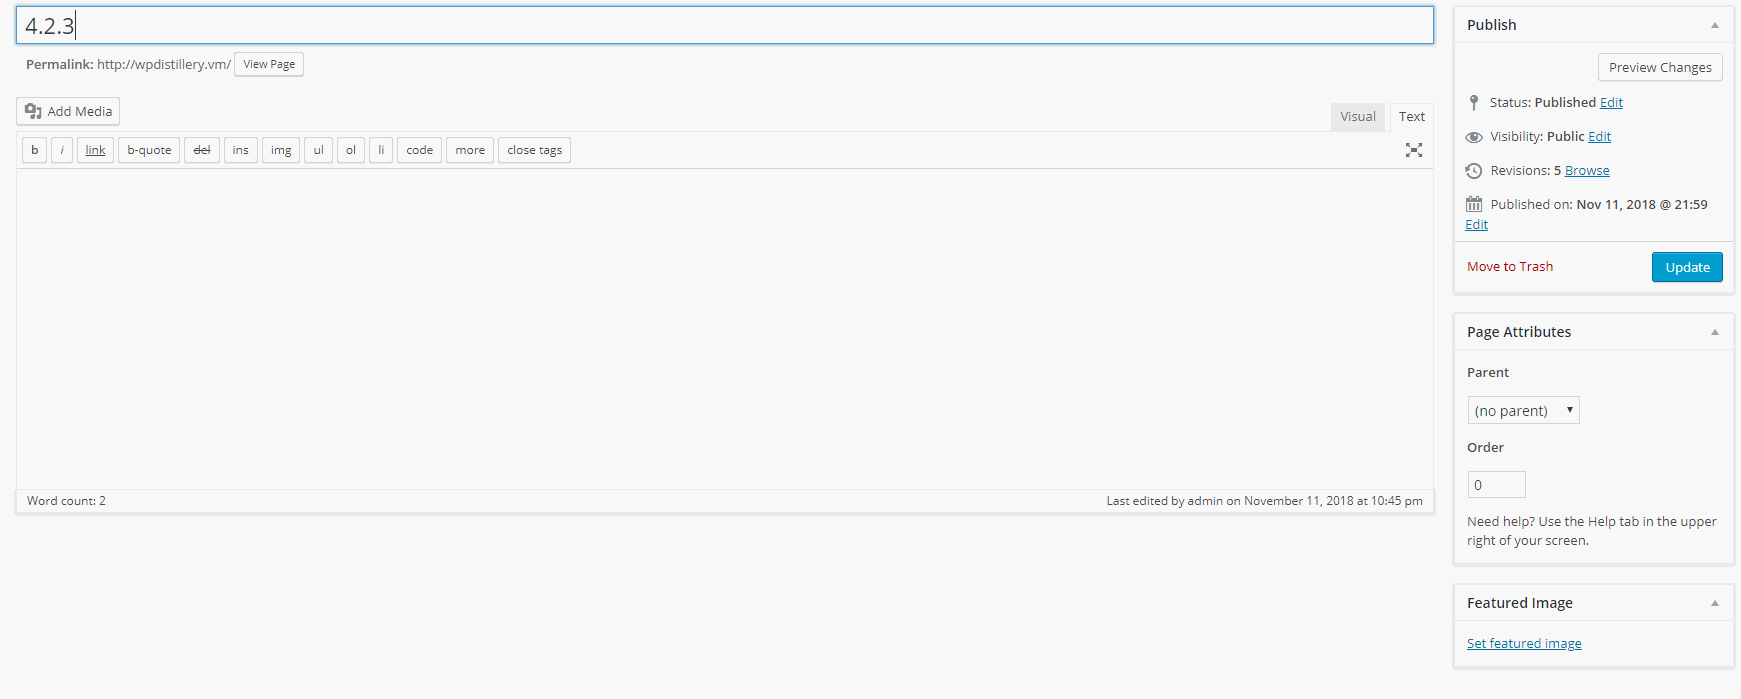 4.2.3
Permalink: http://wpdistillery.vm/ View Page
Add Media
Visual Text
b i link b-quote del ins img ul ol li code more close tags
Word count: 2
Last edited by admin on November 11, 2018 at 10:45 pm
Publish
Preview Changes
Status: Published Edit
Visibility: Public Edit
Revisions: 5 Browse
Published on: Nov 11, 2018 @ 21:59
Edit
Move to Trash
Update
Page Attributes
Parent
(no parent)
Order
0
Need help? Use the Help tab in the upper
right of your screen.
Featured Image
Set featured image